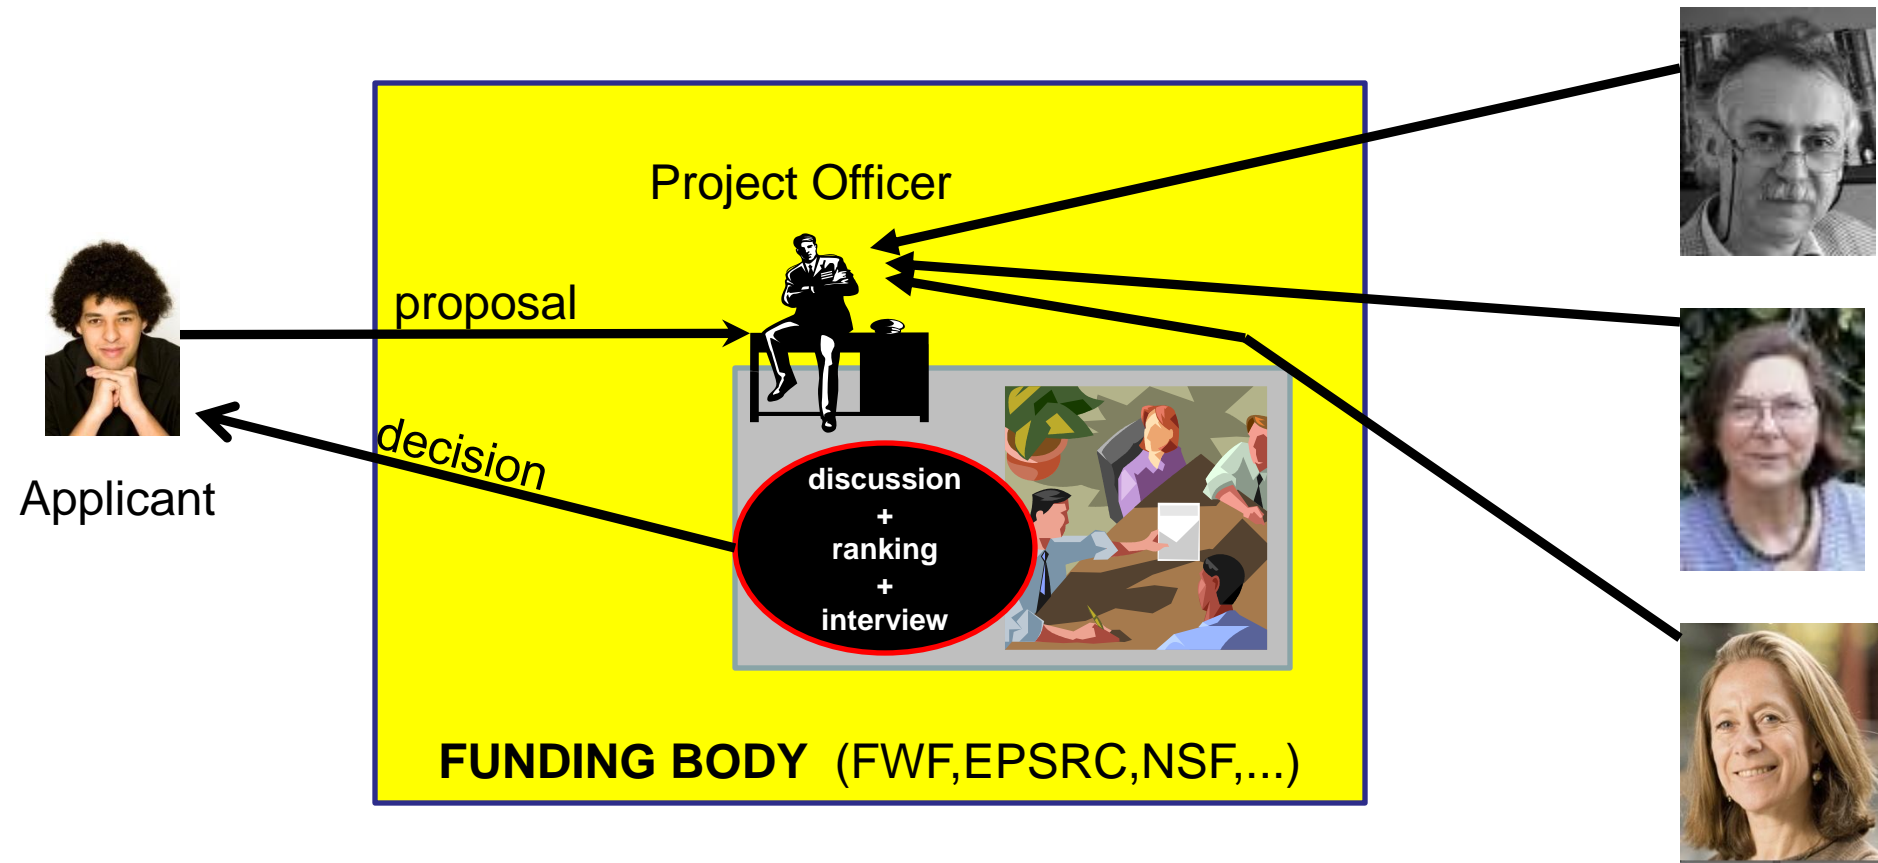 Project Officer
proposal
decision
Applicant
discussion
+
ranking
+
interview
FUNDING BODY (FWF,EPSRC,NSF,...)